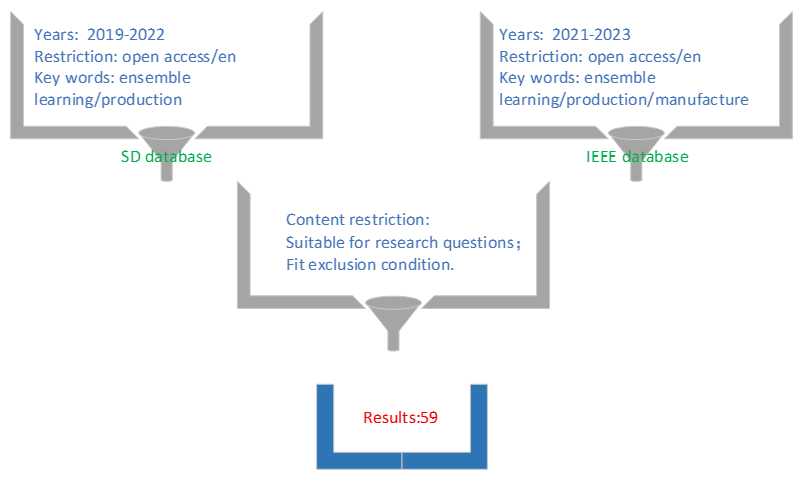 Years: 2019-2022
Restriction: open access/en
Key words: ensemble
learning/production
SD database
Years: 2021-2023
Restriction: open access/en
Key words: ensemble
learning/production/manufacture
IEEE database
Content restriction:
Suitable for research questions；
Fit exclusion condition.
Results:59